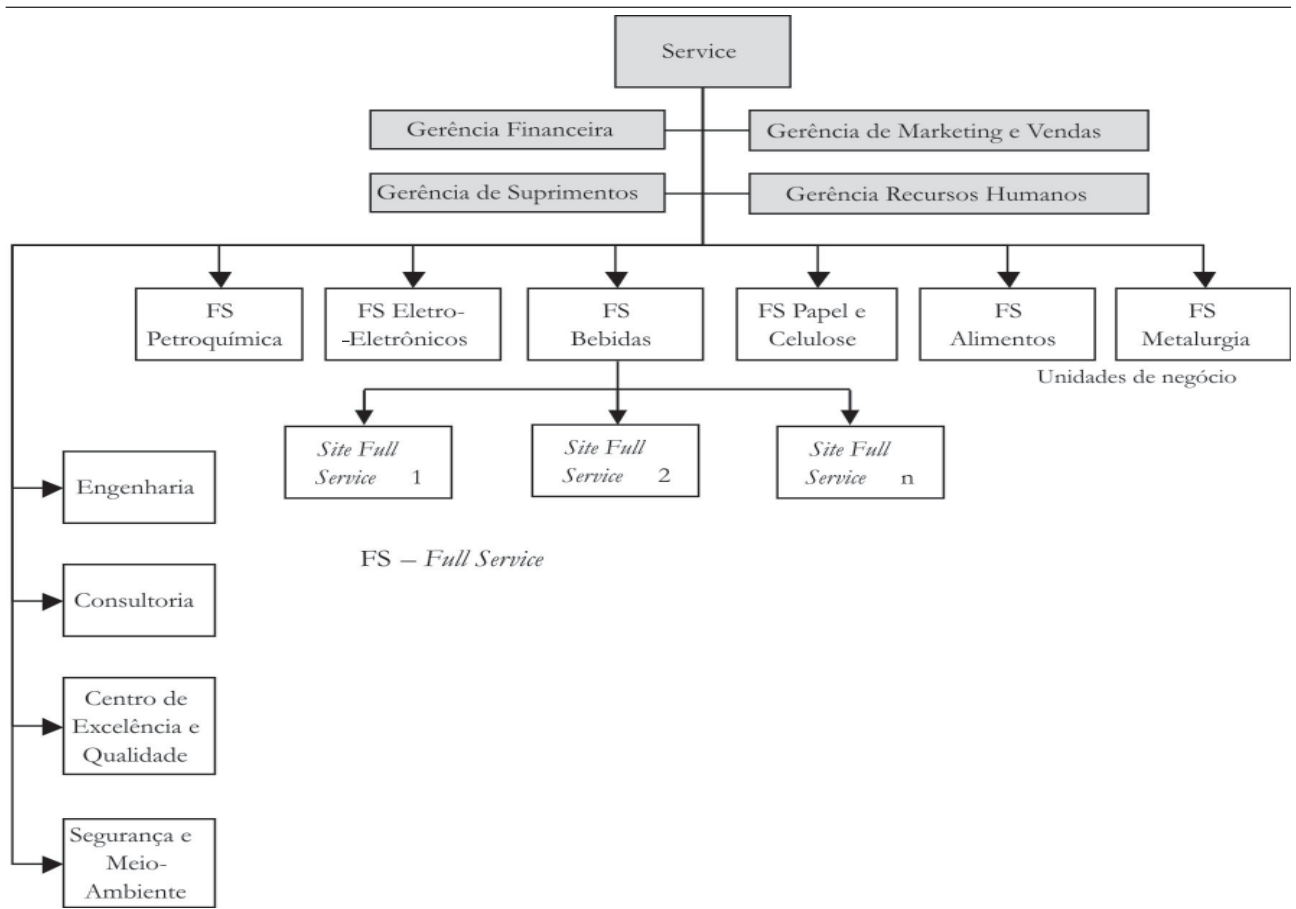 Service
Gerência Financeira
Gerência de Marketing e Vendas
Gerência de Suprimentos
Gerência Recursos Humanos
FS
Petroquímica
FS Eletro-
-Eletrônicos
FS
Bebidas
FS Papel e
Celulose
FS
Alimentos
FS
Metalurgia
Unidades de negócio
Site Full
Service 1
Site Full
Service 2
Site Full
Service n
Engenharia
FS – Full Service
Consultoria
Centro de
Excelência e
Qualidade
Segurança e
Meio-
Ambiente